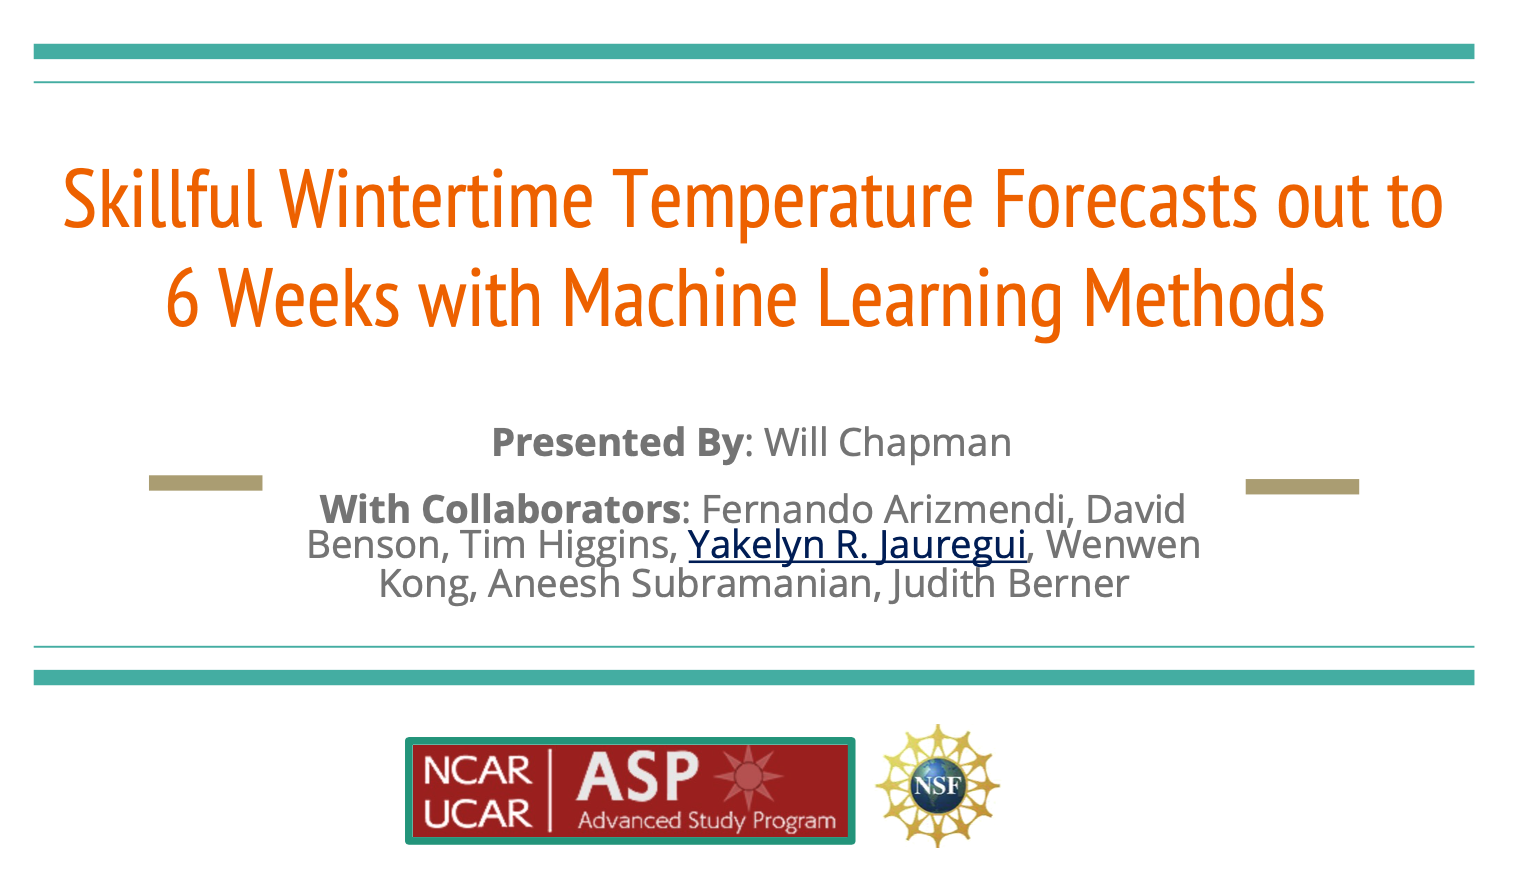 Skillful Wintertime Temperature Forecasts out to
6 Weeks with Machine Learning Methods
Presented By: Will Chapman
With Collaborators: Fernando Arizmendi, David
Benson, Tim Higgins, Yakelyn R. Jauregui, Wenwen
Kong, Aneesh Subramanian, Judith Berner
NCAR
UCAR
ASP
Advanced Study Program
NSF